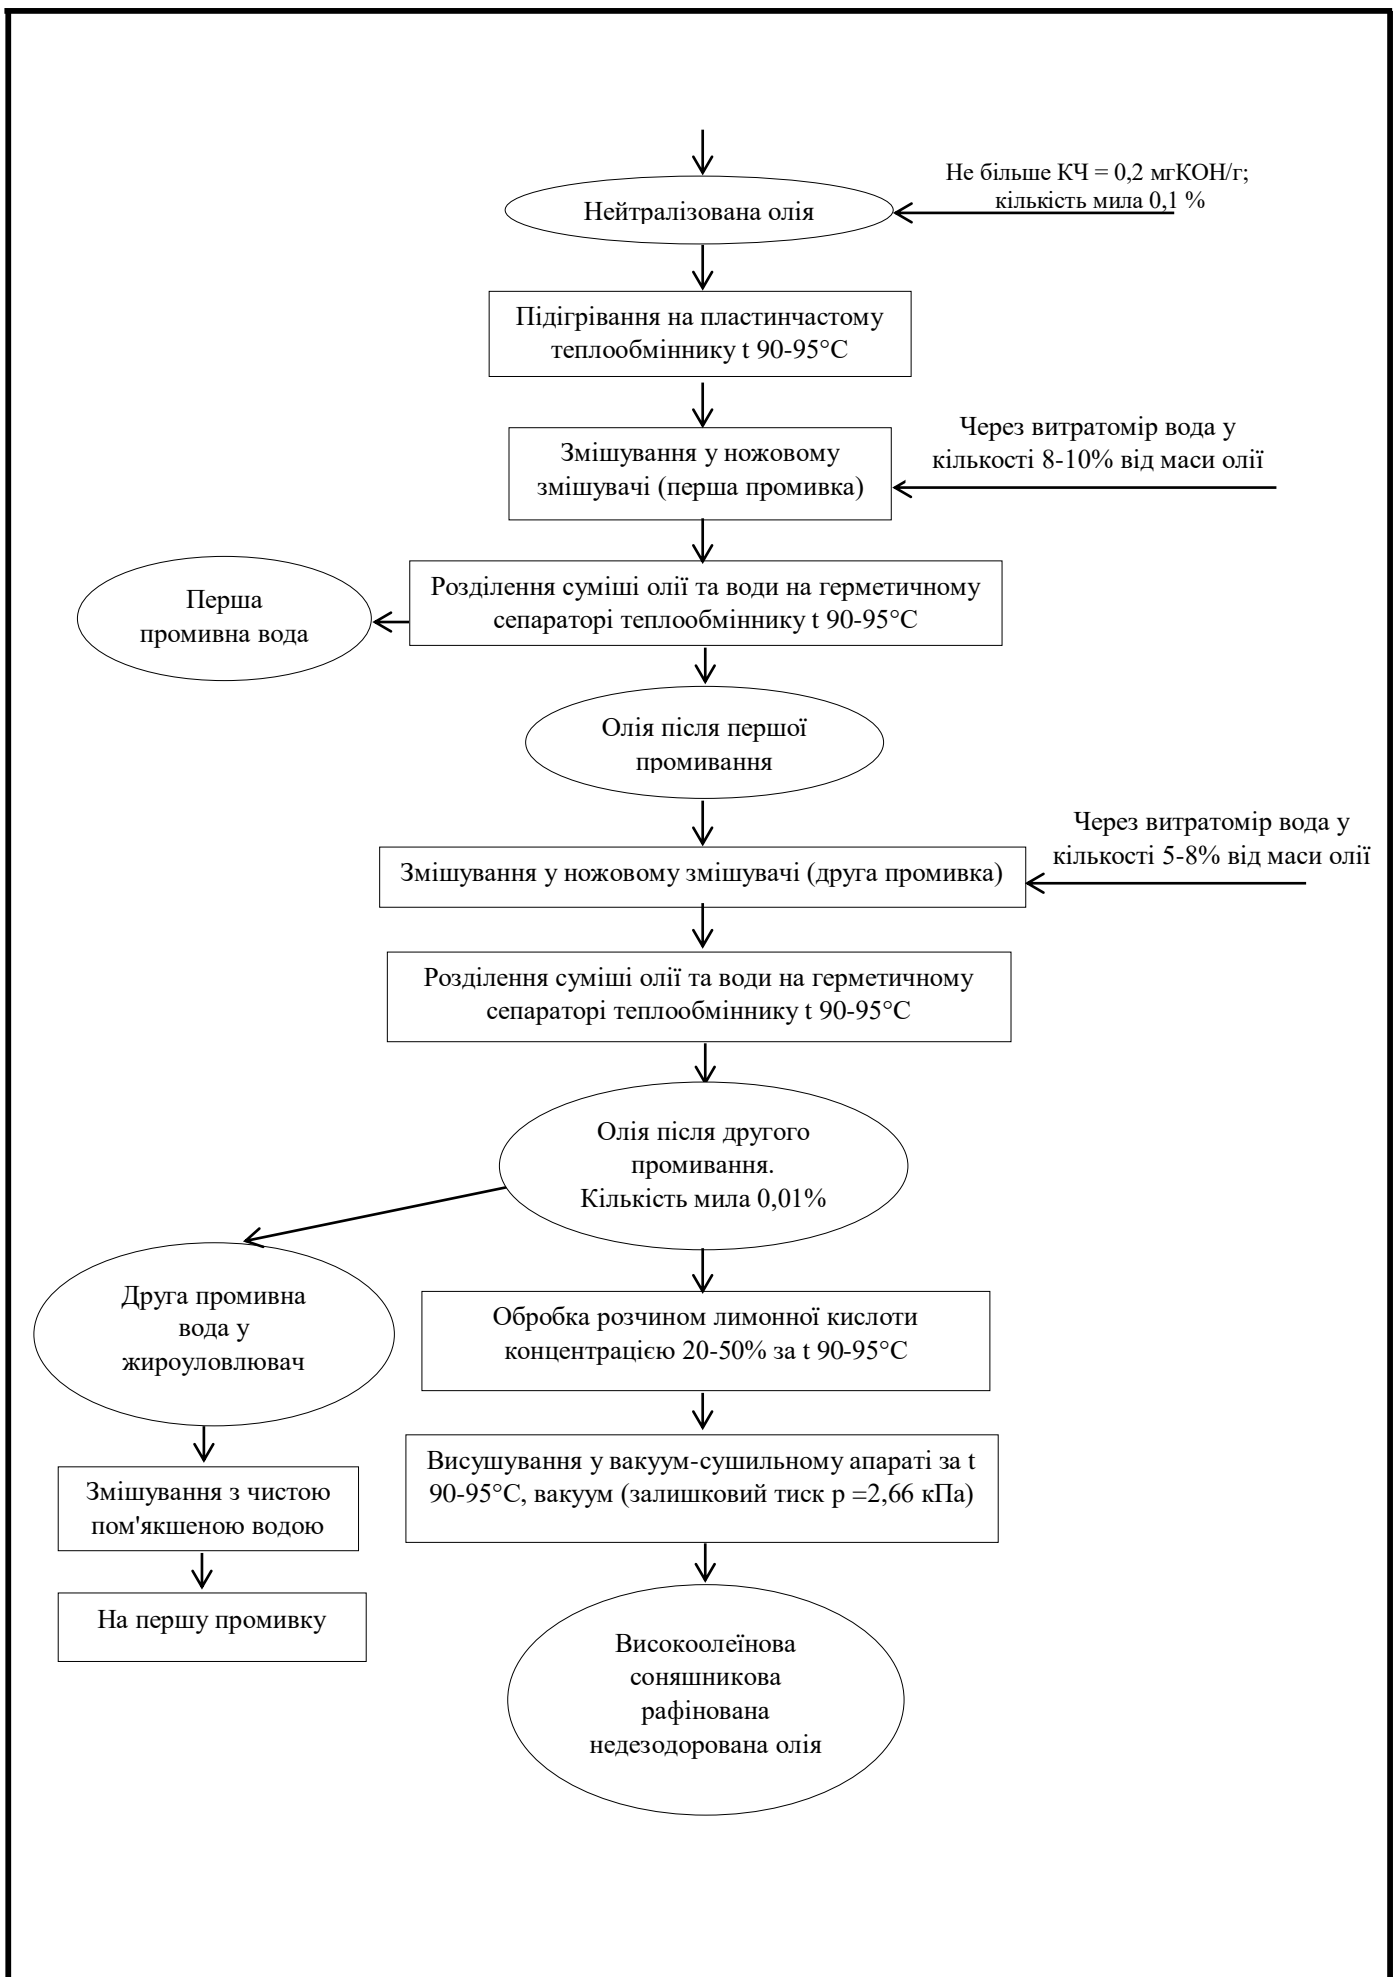 Не більше КЧ = 0,2 мгКОН/г;
кількість мила 0,1 %
Нейтралізована олія
Підігрівання на пластинчастому
теплообміннику t 90-95°С
Через витратомір вода у
кількості 8-10% від маси олії
Змішування у ножовому
змішувачі (перша промивка)
Розділення суміші олії та води на герметичному
сепараторі теплообміннику t 90-95°С
Перша
промивна вода
Олія після першої
промивання
Через витратомір вода у
кількості 5-8% від маси олії
Змішування у ножовому змішувачі (друга промивка)
Розділення суміші олії та води на герметичному
сепараторі теплообміннику t 90-95°С
Олія після другого
промивання.
Кількість мила 0,01%
Друга промивна
вода у
жироуловлювач
Обробка розчином лимонної кислоти
концентрацією 20-50% за t 90-95°С
Висушування у вакуум-сушильному апараті за t
90-95°С, вакуум (залишковий тиск р =2,66 кПа)
Змішування з чистою
пом'якшеною водою
На першу промивку
Високоолеїнова
соняшникова
рафінована
недезодорована олія